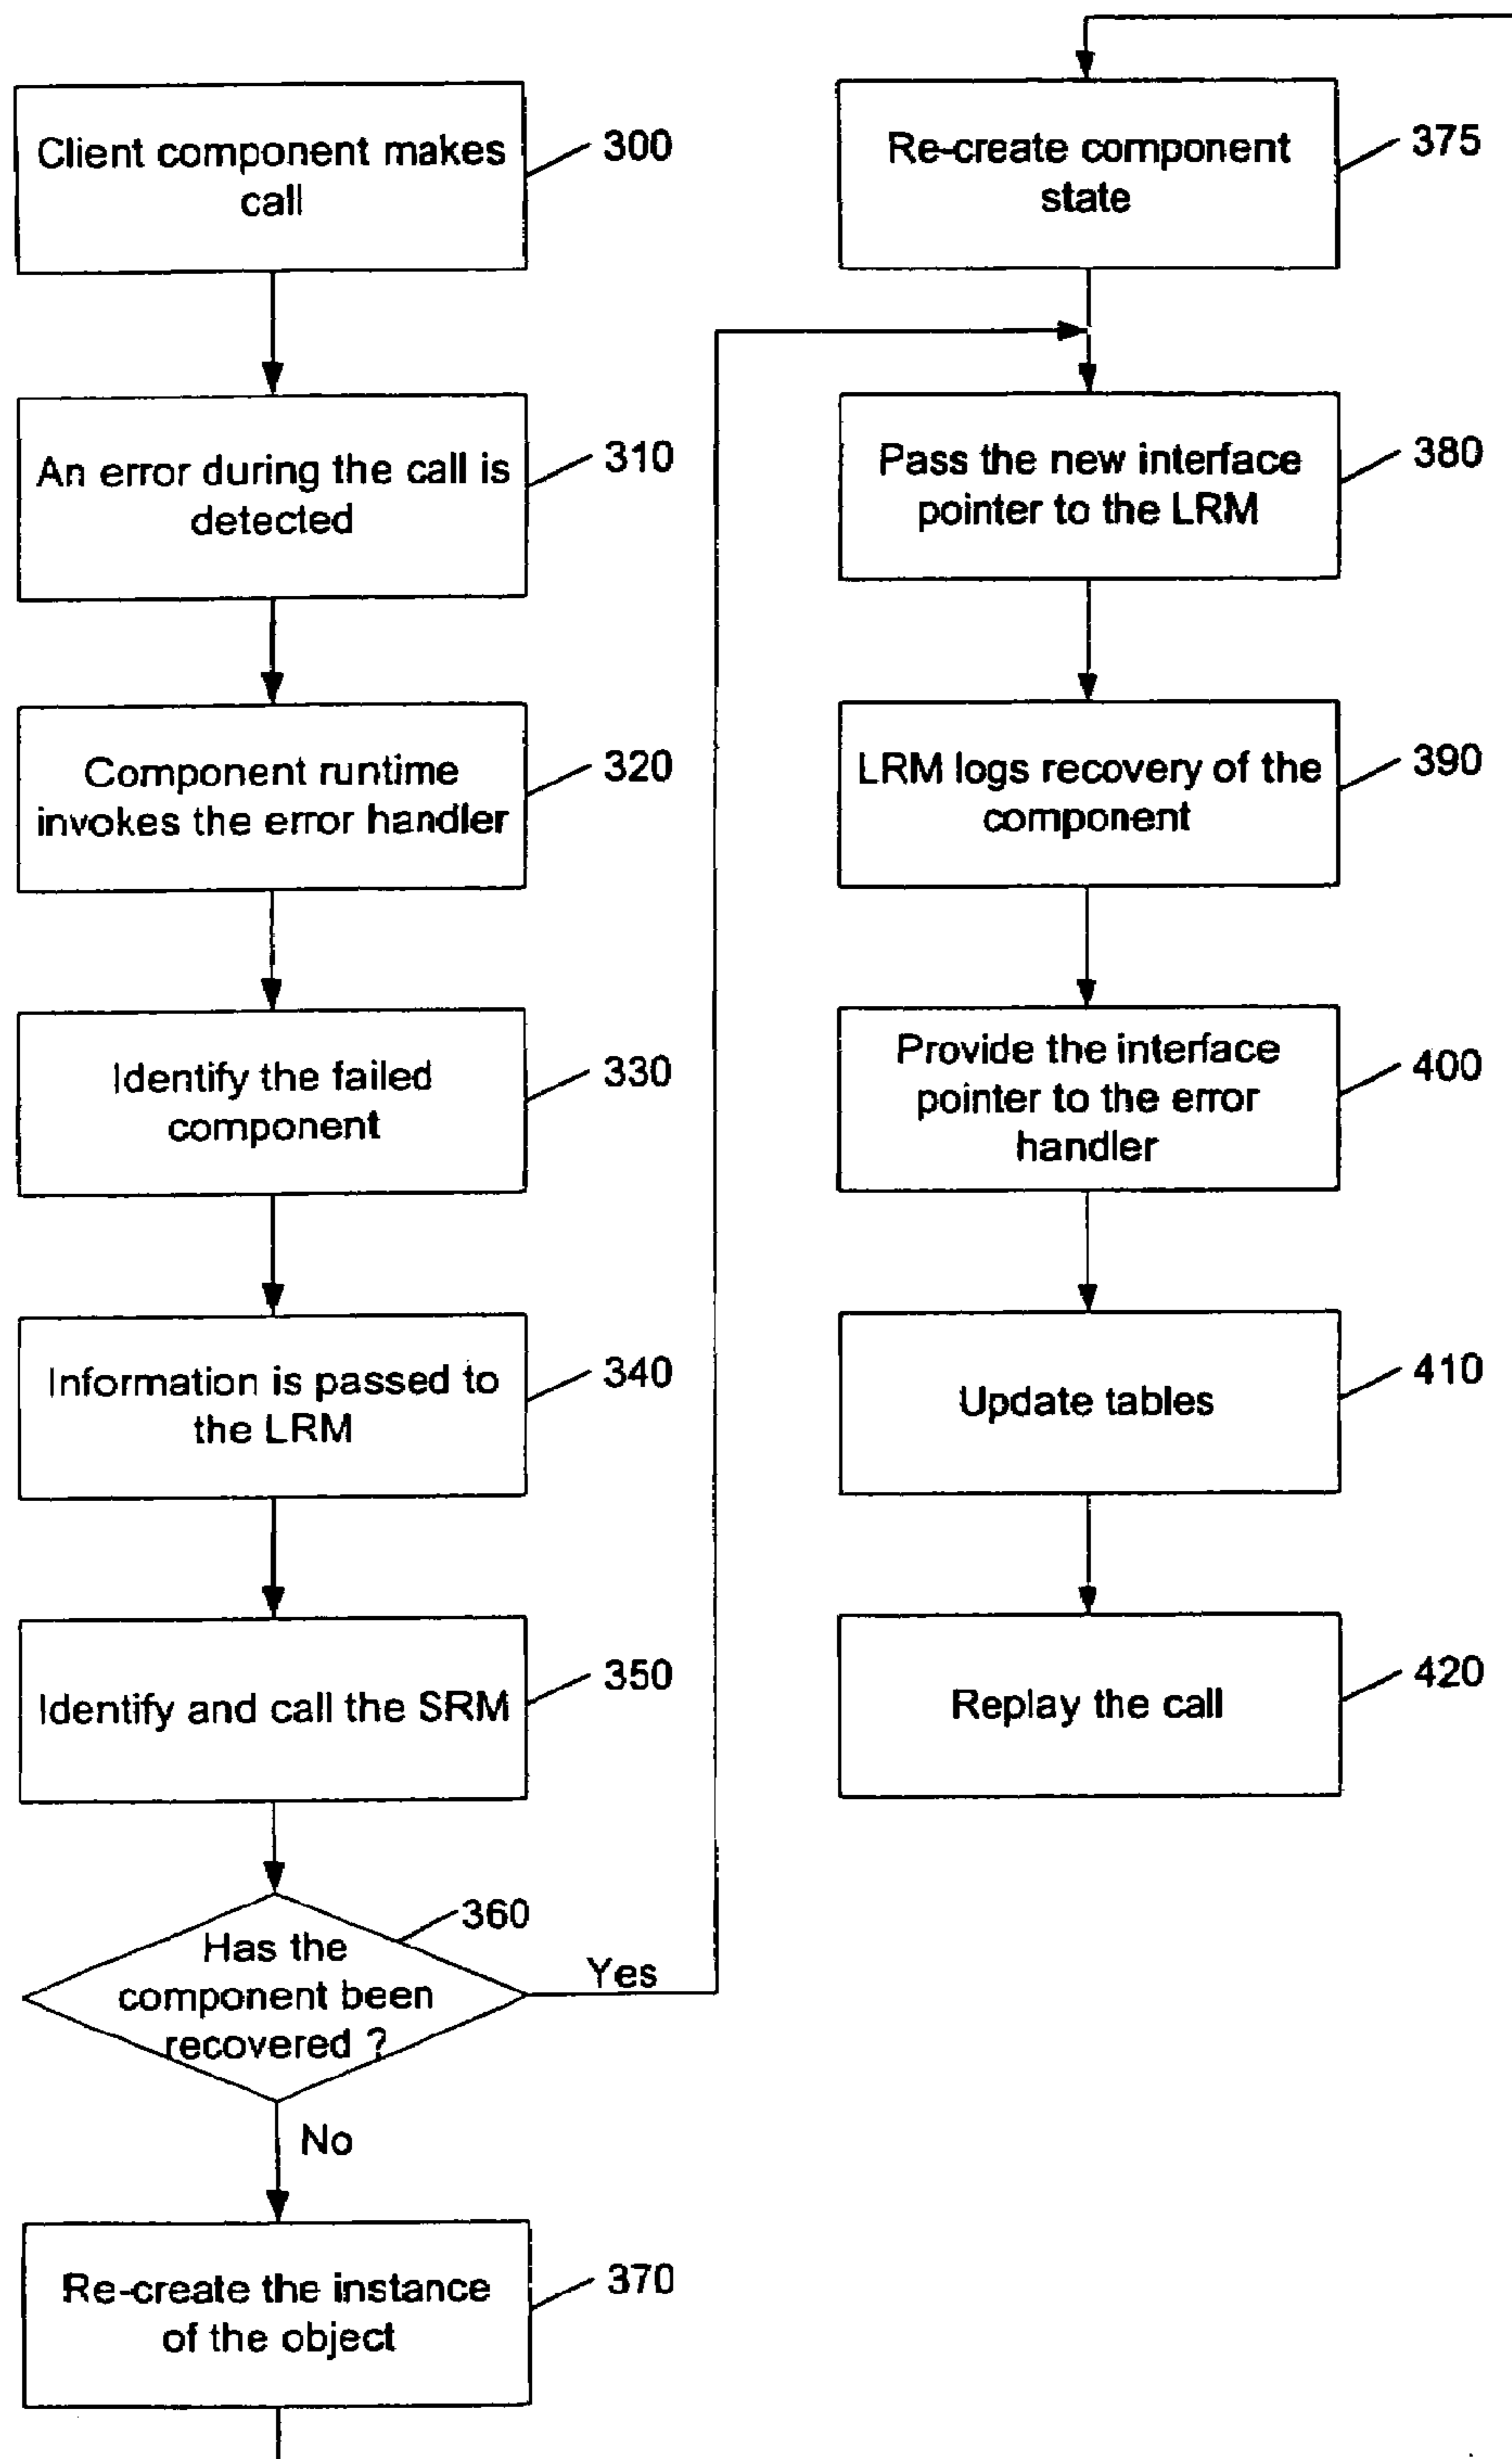 Client component makes
call
300
An error during the call is
detected
310
Component runtime
invokes the error handler
320
Identify the failed
component
330
Information is passed to
the LRM
340
Identify and call the SRM
350
Has the
component been
recovered ?
360
Yes
No
Re-create the instance
of the object
370
Re-create component
state
375
Pass the new interface
pointer to the LRM
380
LRM logs recovery of the
component
390
Provide the interface
pointer to the error
handler
400
Update tables
410
Replay the call
420